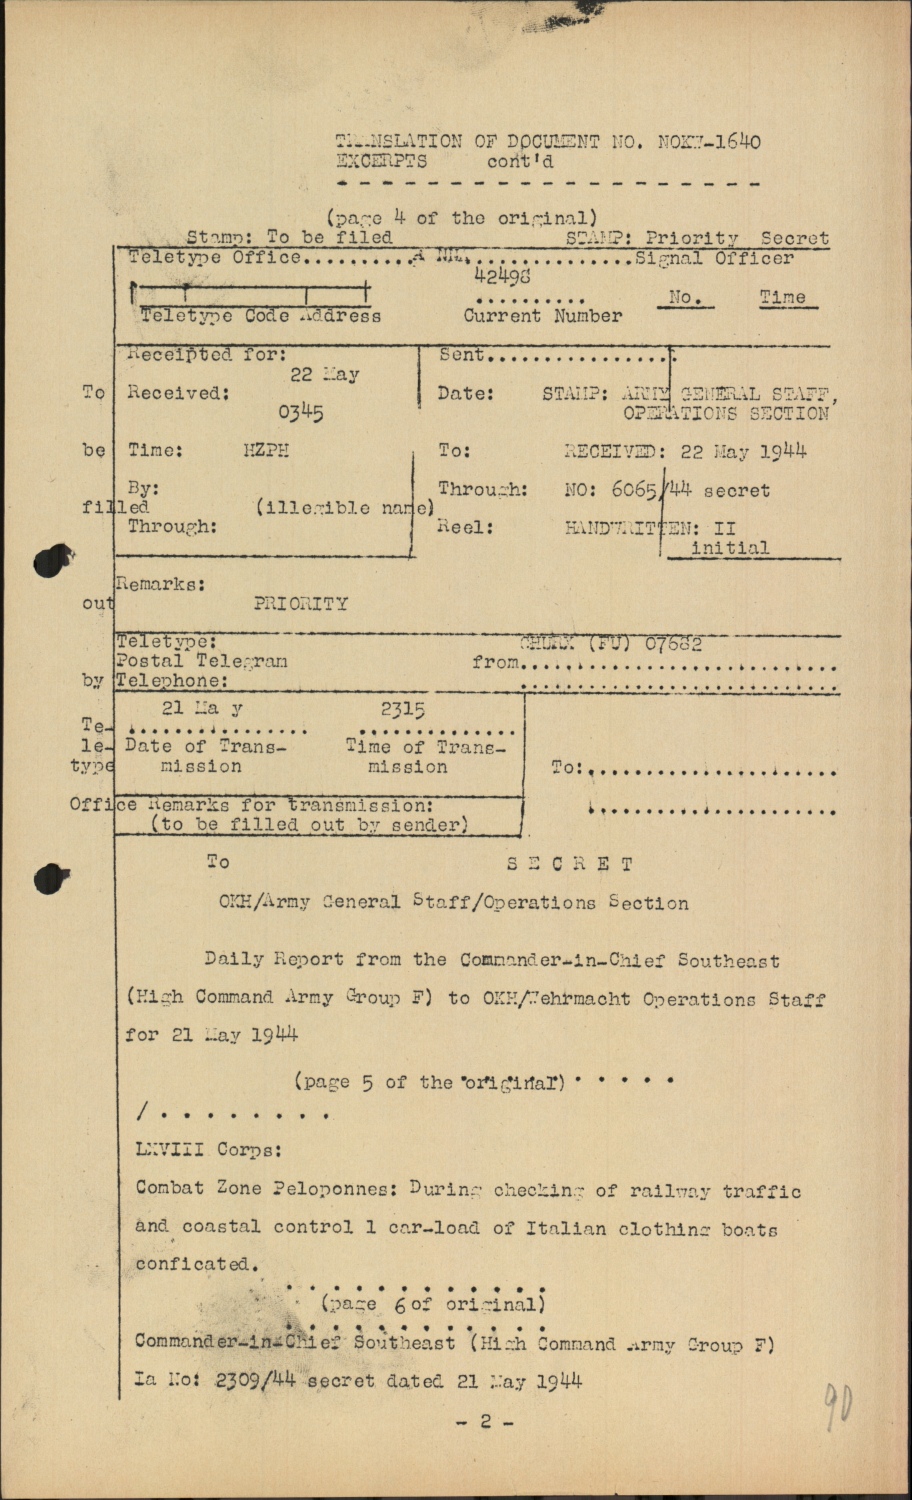 TRANSLATION OF DOCUMENT NO. NOKW-1640
EXCERPTS cont'd
(page 4 of the original)
Stamp: To be filed STAMP: Priority Secret
Teletype Office..........A NR...............Signal Officer
42498
..........
No. Time
Teletype Code Address Current Number
Receipted for: Sent.................
22 May
To Received: Date: STAMP: ARMY GENERAL STAFF,
0345 OPERATIONS SECTION
be Time: HZPH To: RECEIVED: 22 May 1944
By: Through: NO: 6065/44 secret
filled (illegible name)
Through: Reel: HANDWRITTEN: II
initial
Remarks:
out PRIORITY
Teletype: (FU) 07682
Postal Telegram from............................
by Telephone: ............................
21 Ma y 2315
Te- ................ ..............
le- Date of Trans- Time of Trans-
type mission mission To:......................
Office Remarks for transmission: ......................
(to be filled out by sender)
To S E C R E T
OKH/Army General Staff/Operations Section
Daily Report from the Commander-in-Chief Southeast
(High Command Army Group F) to OKH/Wehrmacht Operations Staff
for 21 May 1944
(page 5 of the original) . . . . .
/ . . . . . . . .
LXVIII Corps:
Combat Zone Peloponnes: During checking of railway traffic
and coastal control 1 car-load of Italian clothing boats
conficated.
. . . . . . . . . . . .
(page 6 of original)
. . . . . . . . . . . .
Commander-in-Chief Southeast (High Command Army Group F)
Ia No: 2309/44 secret dated 21 May 1944
- 2 -
90